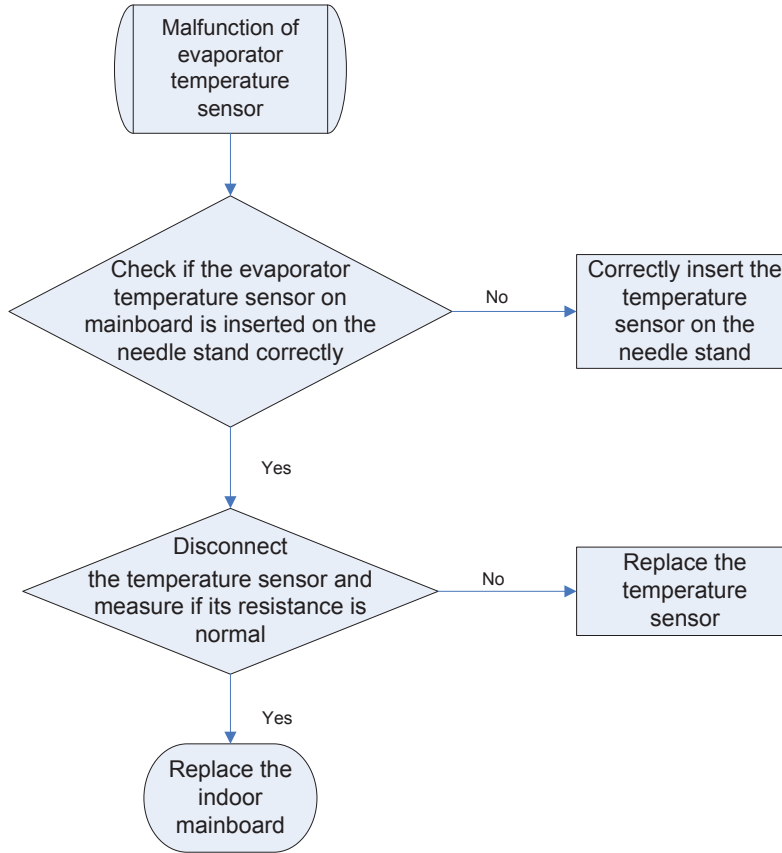 Malfunction of
evaporator
temperature
sensor
Check if the evaporator
temperature sensor on
mainboard is inserted on the
needle stand correctly
No
Correctly insert the
temperature
sensor on the
needle stand
Yes
Disconnect
the temperature sensor and
measure if its resistance is
normal
No
Replace the
temperature
sensor
Yes
Replace the
indoor
mainboard